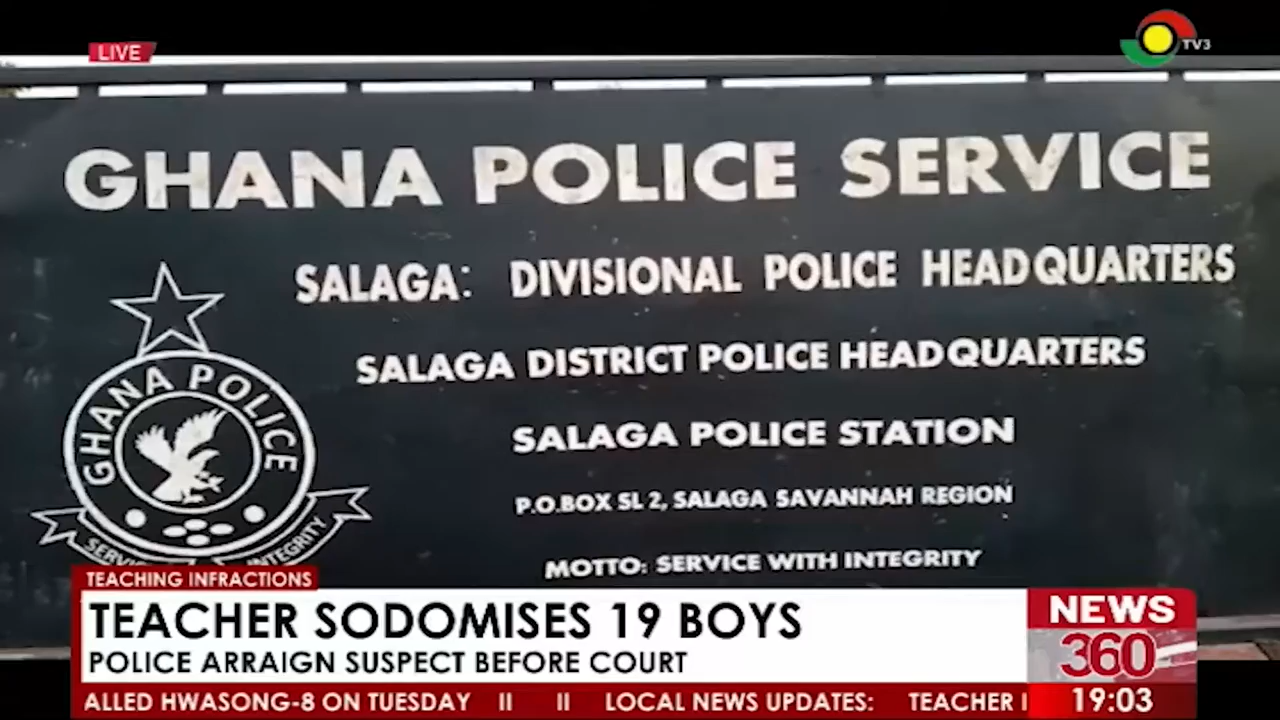 LIVE
TV3
GHANA POLICE SERVICE
SALAGA: DIVISIONAL POLICE HEADQUARTERS
SALAGA DISTRICT POLICE HEADQUARTERS
SALAGA POLICE STATION
P.O.BOX SL 2, SALAGA SAVANNAH REGION
MOTTO: SERVICE WITH INTEGRITY
GHANA POLICE
INTEGRITY
TEACHING INFRACTIONS
TEACHER SODOMISES 19 BOYS
POLICE ARRAIGN SUSPECT BEFORE COURT
NEWS
360
ALLED HWASONG-8 ON TUESDAY II II LOCAL NEWS UPDATES: TEACHER
19:03